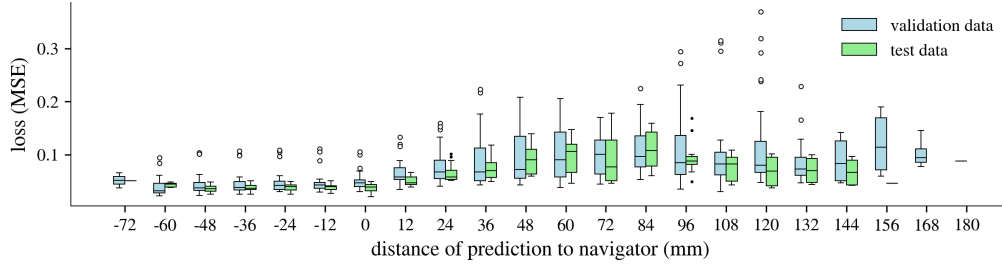 validation data
test data
0.3
0.2
0.1
loss (MSE)
-72 -60 -48 -36 -24 -12 0 12 24 36 48 60 72 84 96 108 120 132 144 156 168 180
distance of prediction to navigator (mm)